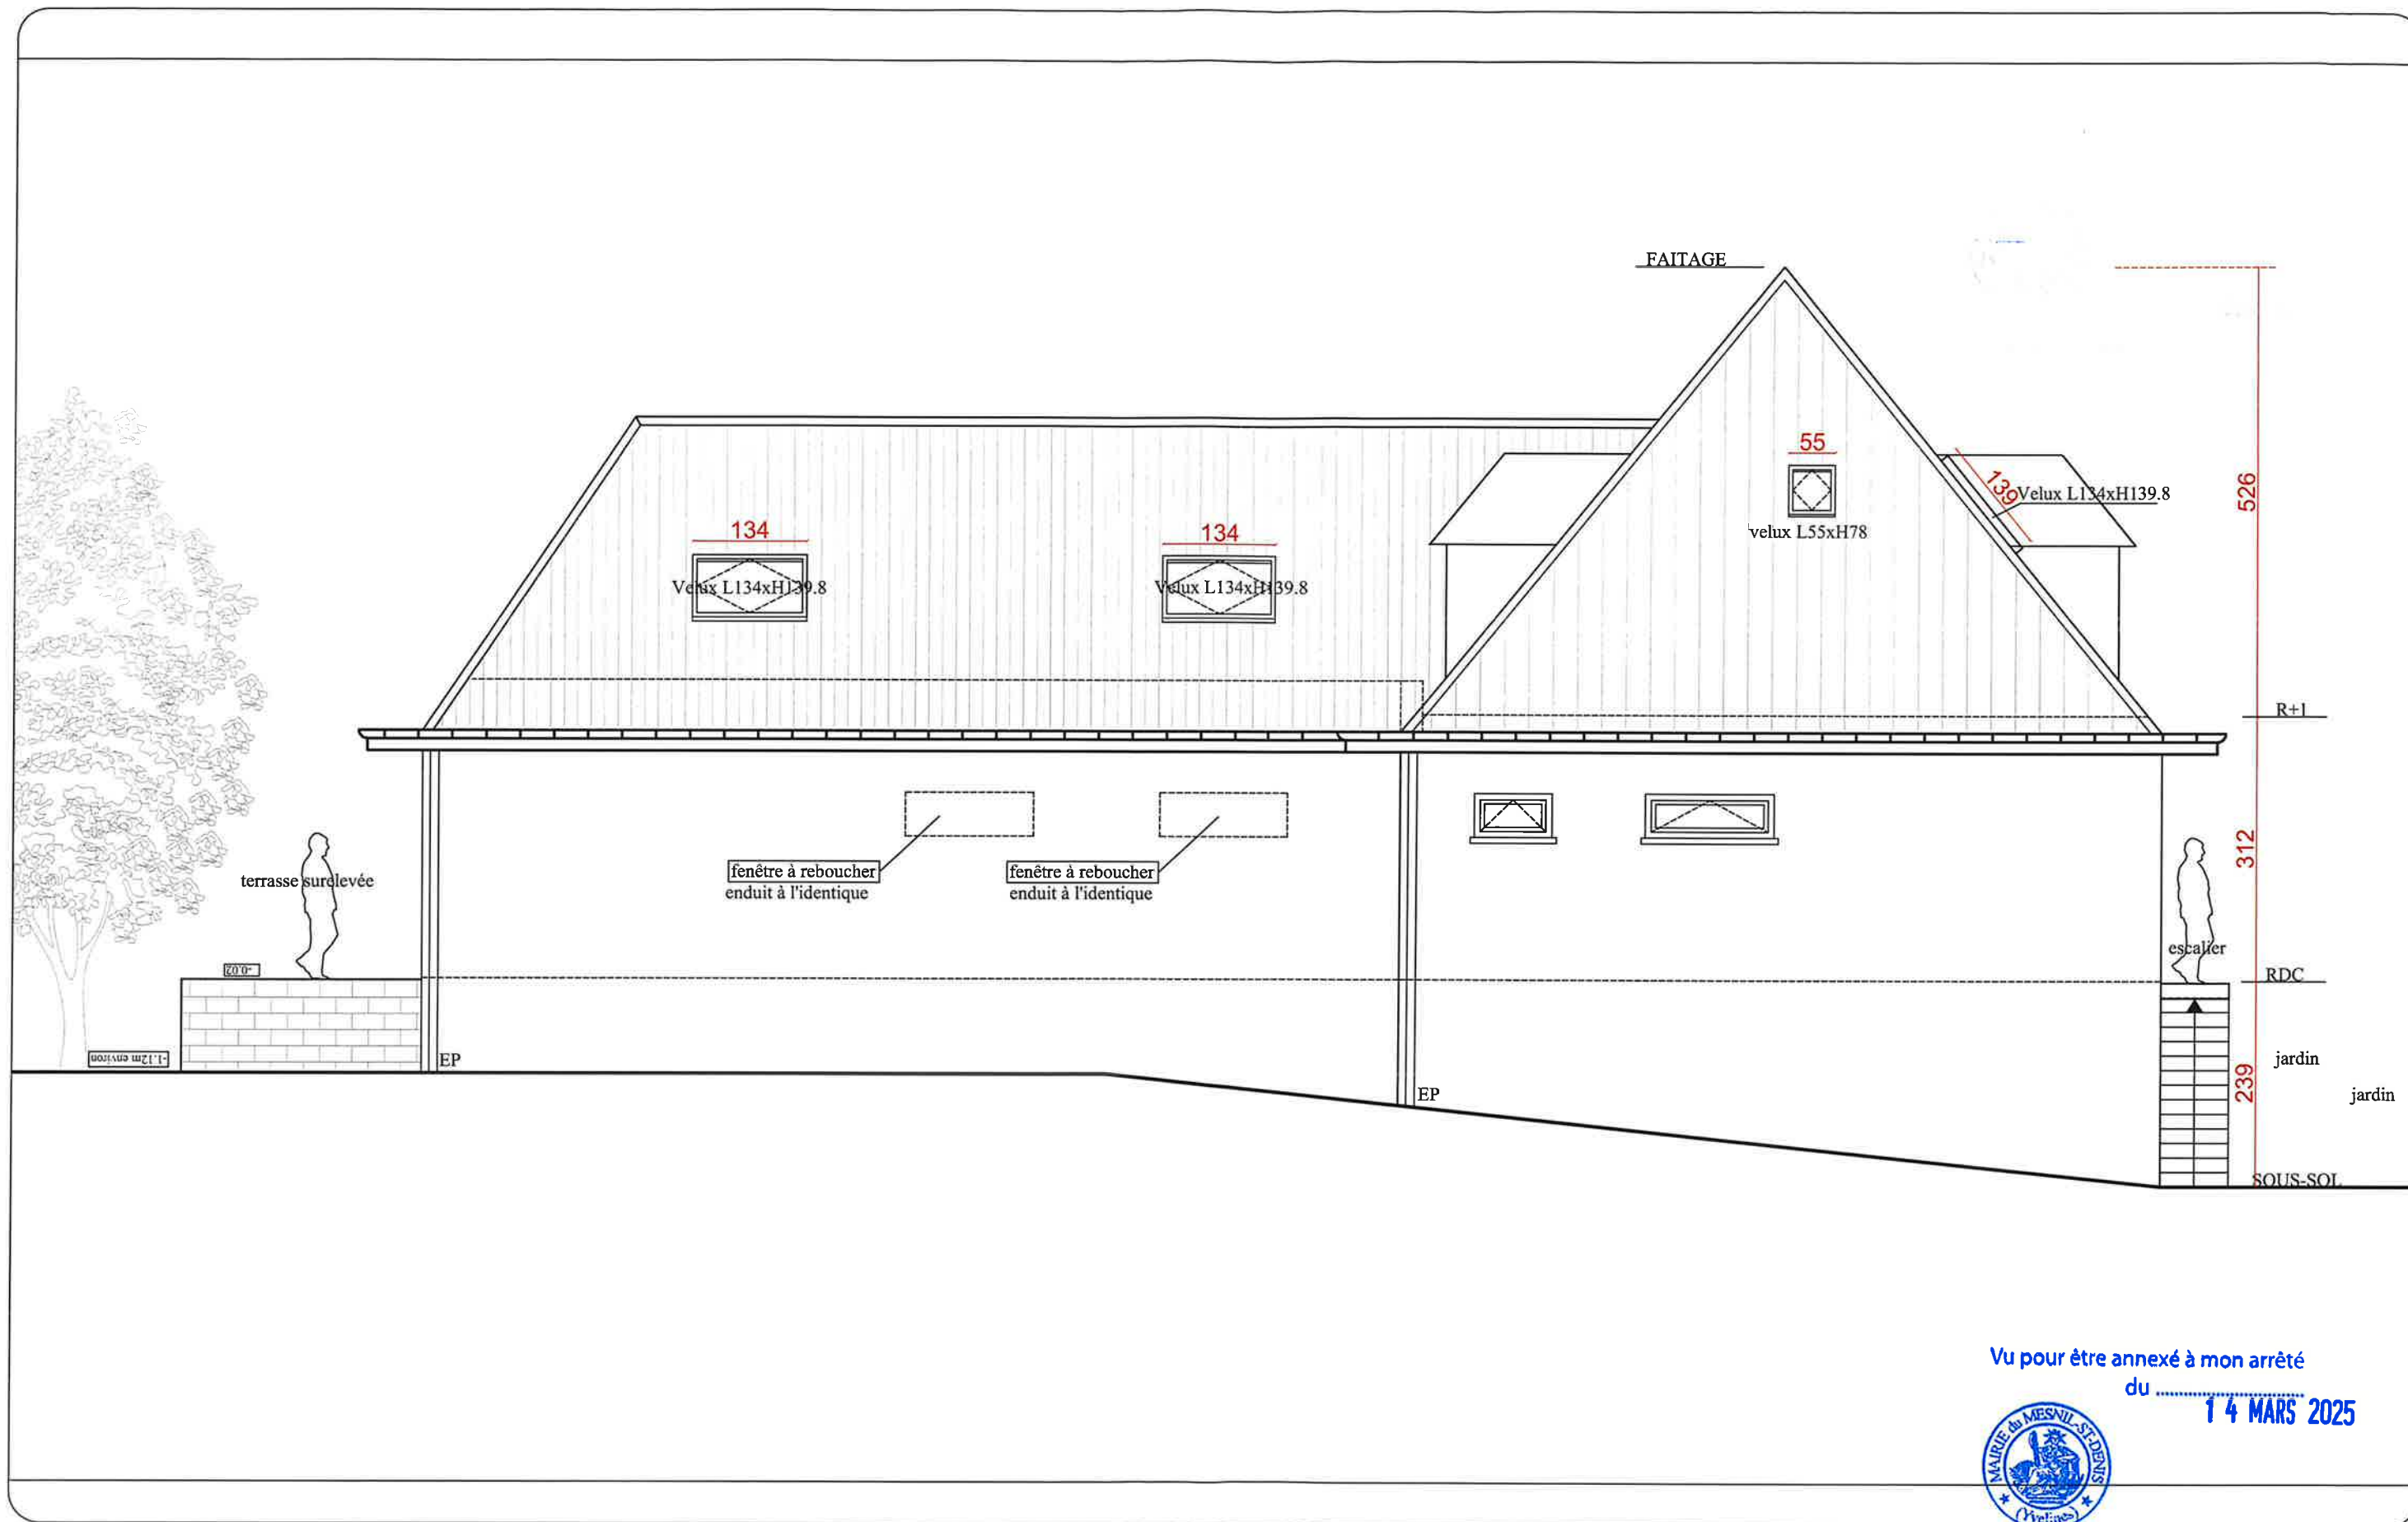 FAITAGE
55
velux L55xH78
139
Velux L134xH139.8
526
134
Velux L134xH139.8
134
Velux L134xH139.8
R+1
312
fenêtre à reboucher
enduit à l'identique
fenêtre à reboucher
enduit à l'identique
terrasse surelevée
escalier
-0.02
RDC
-1.12m environ
EP
EP
jardin
239
jardin
SOUS-SOL
Vu pour être annexé à mon arrêté
du ........................
14 MARS 2025
MAIRIE du MESNIL-ST-DENIS
(Yvelines)